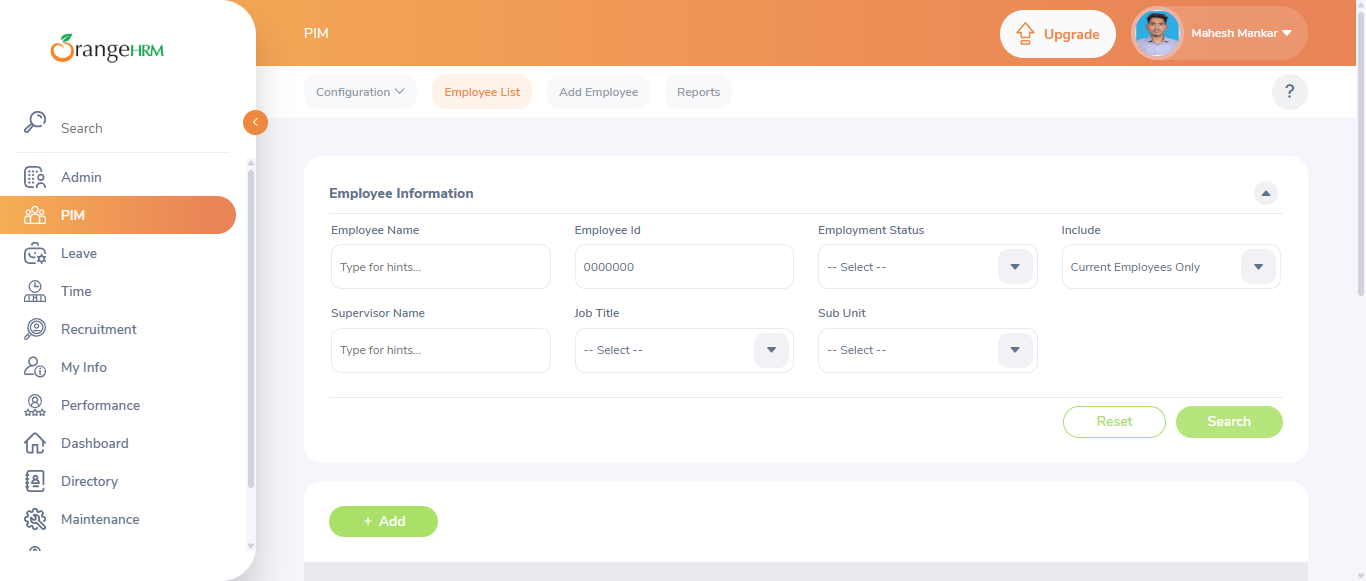 OrangeHRM
PIM
Upgrade
Mahesh Mankar
Search
Configuration
Employee List
Add Employee
Reports
?
Admin
PIM
Leave
Time
Recruitment
My Info
Performance
Dashboard
Directory
Maintenance
Employee Information
Employee Name
Employee Id
Employment Status
Include
Type for hints...
0000000
-- Select --
Current Employees Only
Supervisor Name
Job Title
Sub Unit
Type for hints...
-- Select --
-- Select --
Reset
Search
+ Add